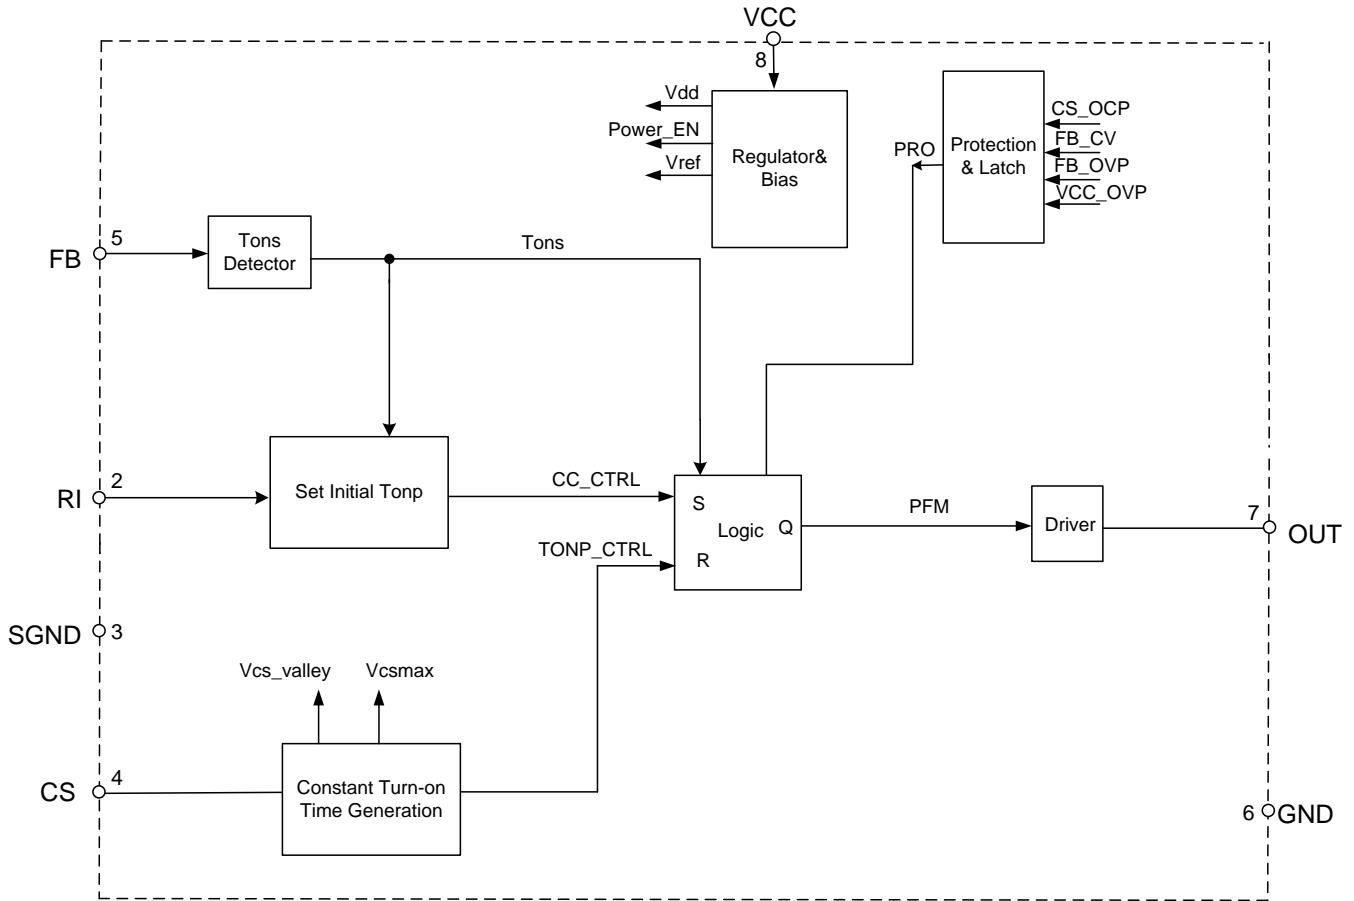 VCC
8
Vdd
Power_EN
Vref
Regulator&
Bias
PRO
Protection
& Latch
CS_OCP
FB_CV
FB_OVP
VCC_OVP
FB
5
Tons
Detector
Tons
RI
2
Set Initial Tonp
CC_CTRL
TONP_CTRL
S
Logic
Q
R
PFM
Driver
7
OUT
SGND
3
Vcs_valley
Vcsmax
CS
4
Constant Turn-on
Time Generation
6
GND